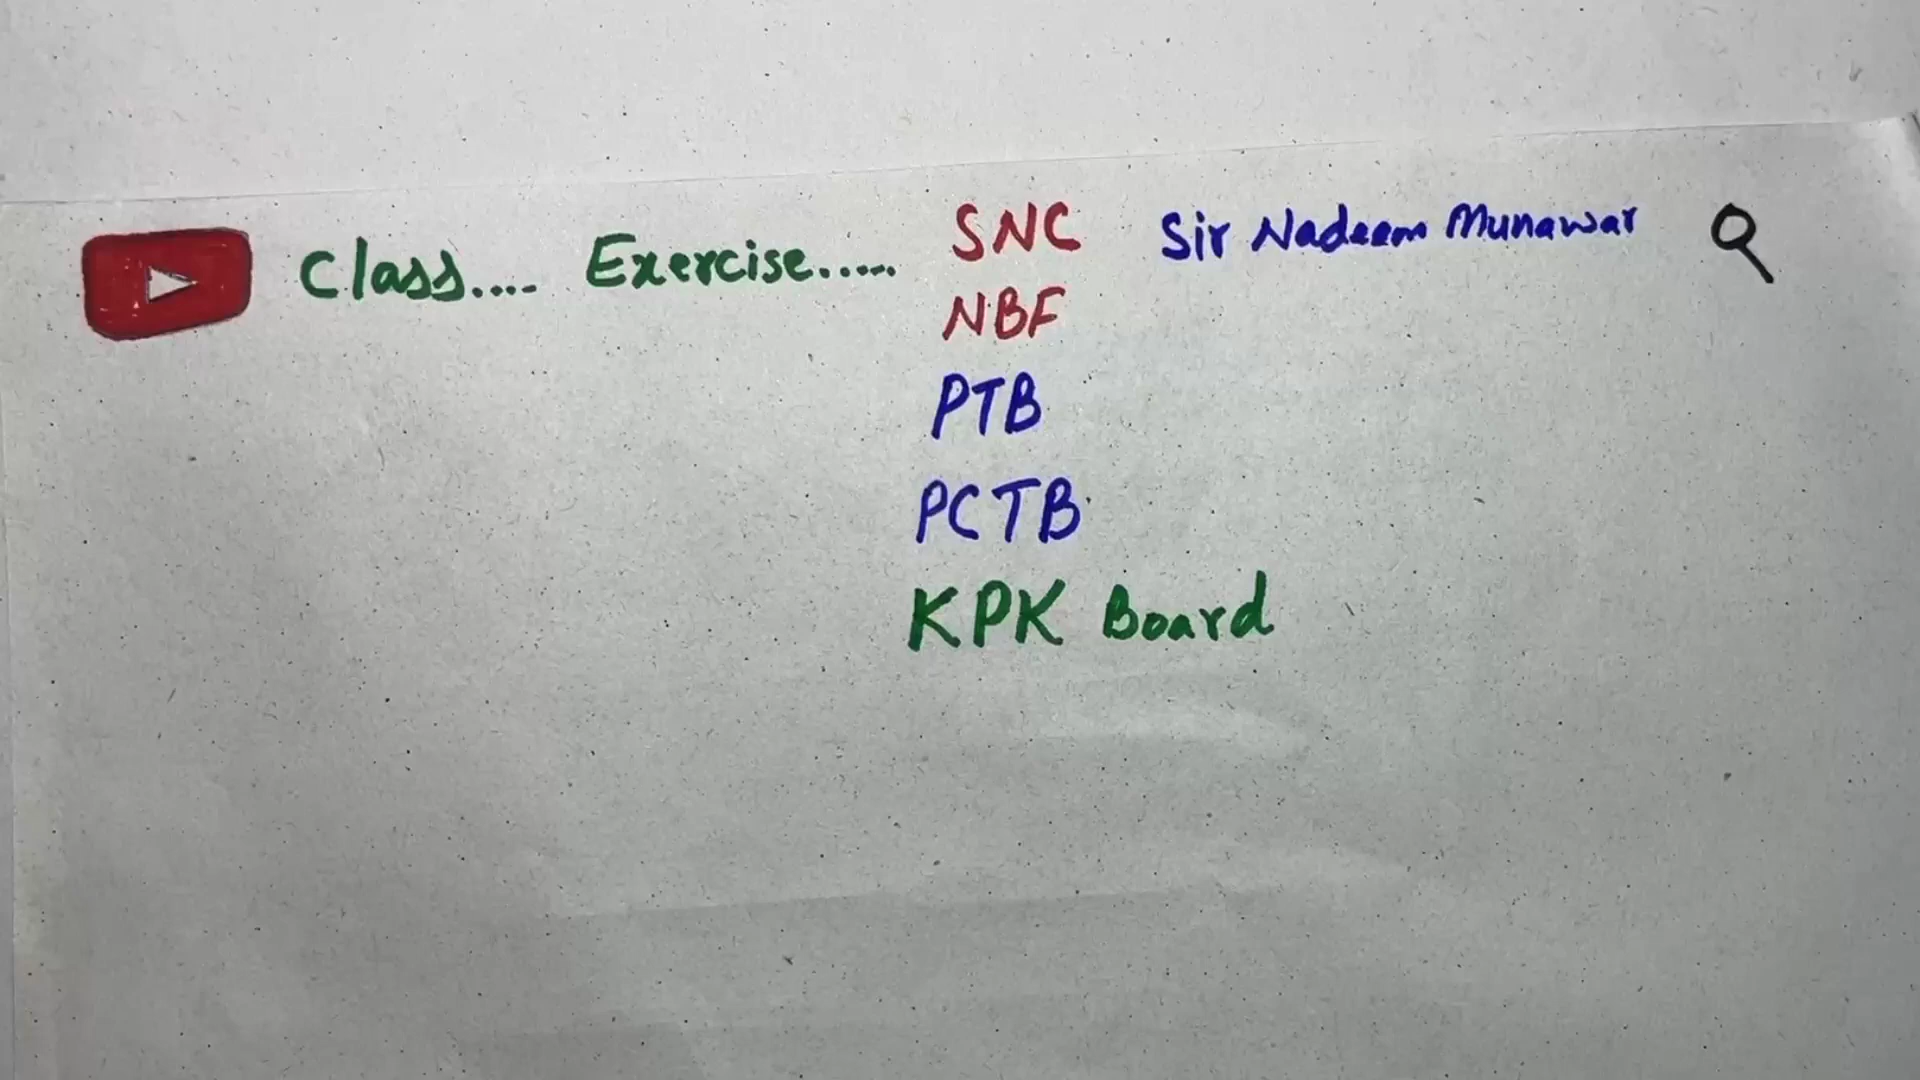 Class.... Exercise..... SNC Sir Nadeem Munawar
NBF
PTB
PCTB
KPK Board